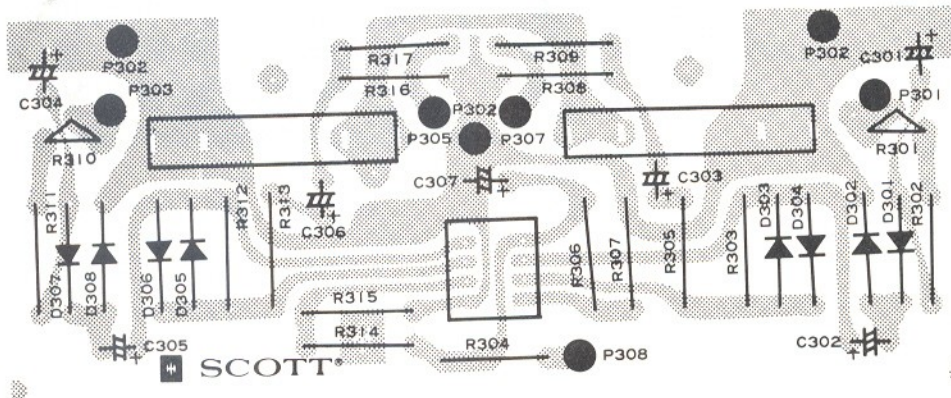 R317
R309
P302
P302
C301
C304
P303
R316
R308
P301
P305
P302
P307
R310
R301
C307
C303
R311
D307
D308
D306
D305
R312
R313
C306
R306
R307
R305
R303
D303
D304
D302
D301
R302
R315
R314
C305
R304
P308
C302
SCOTT®